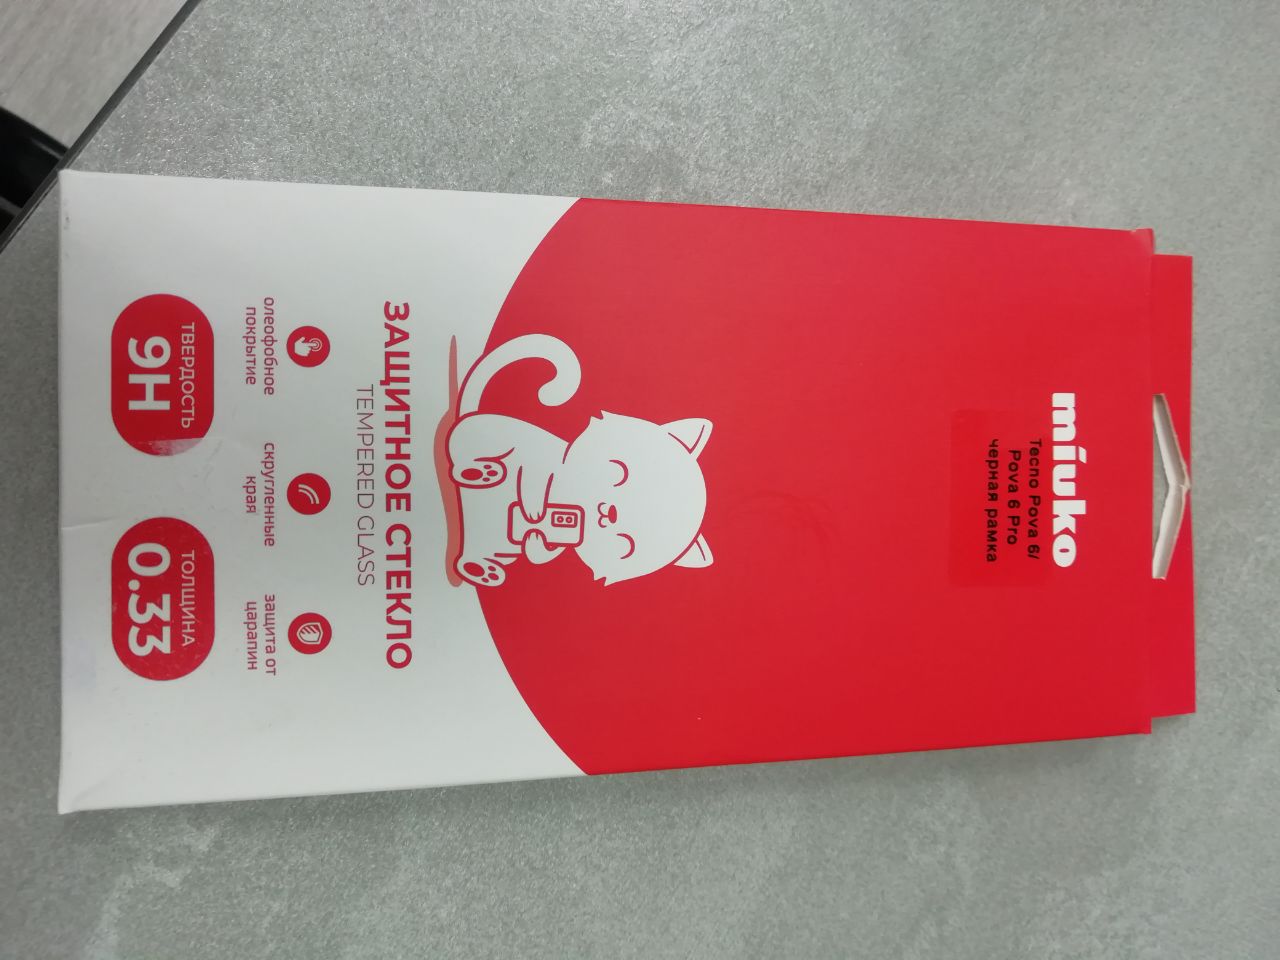 miuko
Tecno Pova 6/
Pova 6 Pro
черная рамка
ЗАЩИТНОЕ СТЕКЛО
TEMPERED GLASS
олеофобное
покрытие
скругленные
края
защита от
царапин
ТВЕРДОСТЬ
9H
ТОЛЩИНА
0.33